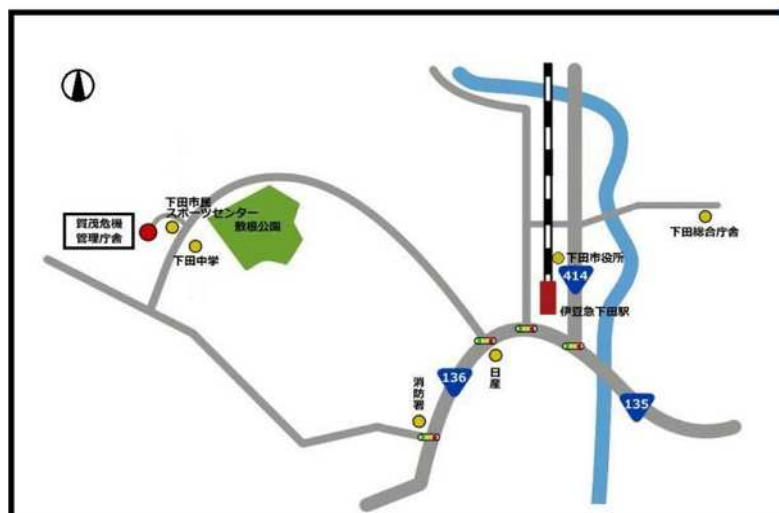 賀茂危機
管理庁舎
下田市民
スポーツセンター
敷根公園
下田中学
下田総合庁舎
下田市役所
414
伊豆急下田駅
136
日産
消防署
135